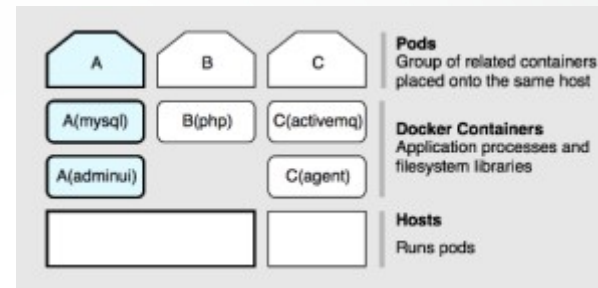 A
B
C
Pods
Group of related containers
placed onto the same host
A(mysql)
B(php)
C(activemq)
Docker Containers
Application processes and
filesystem libraries
A(adminui)
C(agent)
Hosts
Runs pods